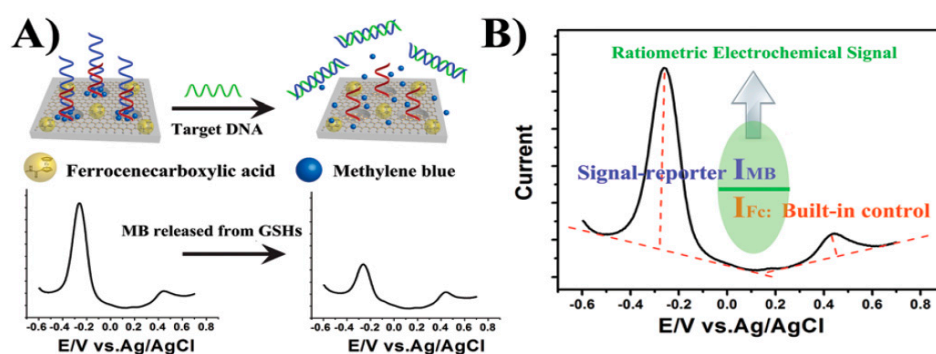 A)
Target DNA
Ferrocenecarboxylic acid
Methylene blue
MB released from GSHs
-0.6 -0.4 -0.2 0.0 0.2 0.4 0.6 0.8
E/V vs.Ag/AgCl
-0.6 -0.4 -0.2 0.0 0.2 0.4 0.6 0.8
E/V vs.Ag/AgCl
B)
Ratiometric Electrochemical Signal
Current
Signal-reporter IMB
IFc: Built-in control
-0.6 -0.4 -0.2 0.0 0.2 0.4 0.6 0.8
E/V vs.Ag/AgCl